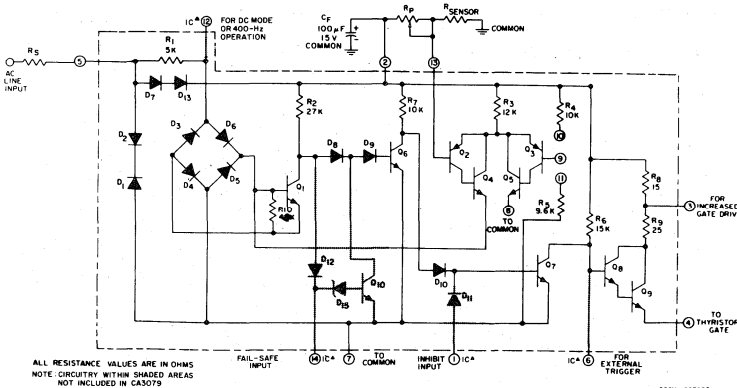 IC▲ 12
FOR DC MODE
OR 400-Hz
OPERATION
CF
100µF
15V
COMMON
RP
RSENSOR
COMMON
RS
AC
LINE
INPUT
5
R1
5K
2
13
D7
D13
R2
27K
R7
10K
R3
12K
R4
10K
10
D2
D3
D6
D8
D9
Q6
Q2
Q3
9
Q1
Q4
Q5
11
D1
D4
D5
R10
8
TO
COMMON
R5
9.6K
R6
15K
R8
15
R9
25
3
FOR
INCREASED
GATE DRIVE
D12
D15
Q10
D10
D11
Q7
Q8
Q9
4
TO
THYRISTOR
GATE
ALL RESISTANCE VALUES ARE IN OHMS
NOTE: CIRCUITRY WITHIN SHADED AREAS
NOT INCLUDED IN CA3079
FAIL-SAFE
INPUT
14 IC▲
7
TO
COMMON
INHIBIT
INPUT
1 IC▲
IC▲ 6
FOR
EXTERNAL
TRIGGER